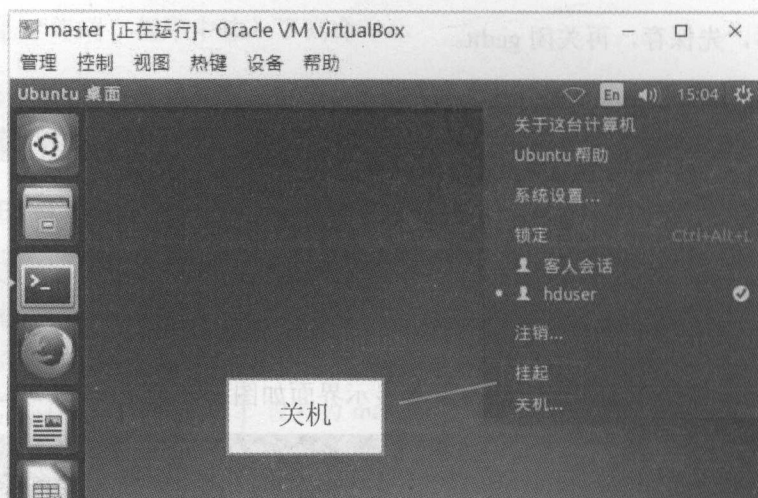 master [正在运行] - Oracle VM VirtualBox
管理 控制 视图 热键 设备 帮助
Ubuntu 桌面 En 15:04
关于这台计算机
Ubuntu 帮助
系统设置...
锁定 Ctrl+Alt+L
客人会话
hduser
注销...
挂起
关机...
关机